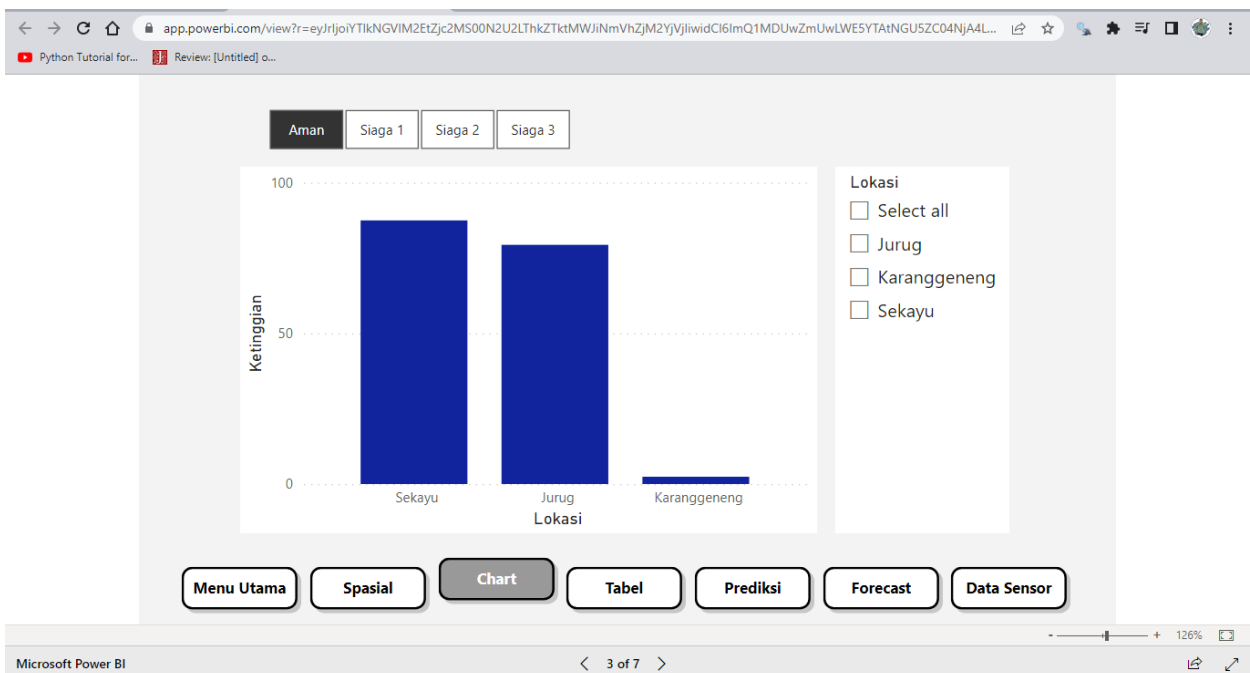 app.powerbi.com/view?r=eyJrIjoiYTlkNGVlM2EtZjc2MS00N2U2LThkZTktMWJiNmVhZjM2YjVjIiwidCI6ImQ1MDUwZmUwLWE5YTAtNGU5ZC04NjA4L...
Python Tutorial for... Review: [Untitled] o...
Aman Siaga 1 Siaga 2 Siaga 3
100
50
0
Ketinggian
Sekayu Jurug Karanggeneng
Lokasi
Lokasi
Select all
Jurug
Karanggeneng
Sekayu
Menu Utama Spasial Chart Tabel Prediksi Forecast Data Sensor
- + 126%
Microsoft Power BI < 3 of 7 >